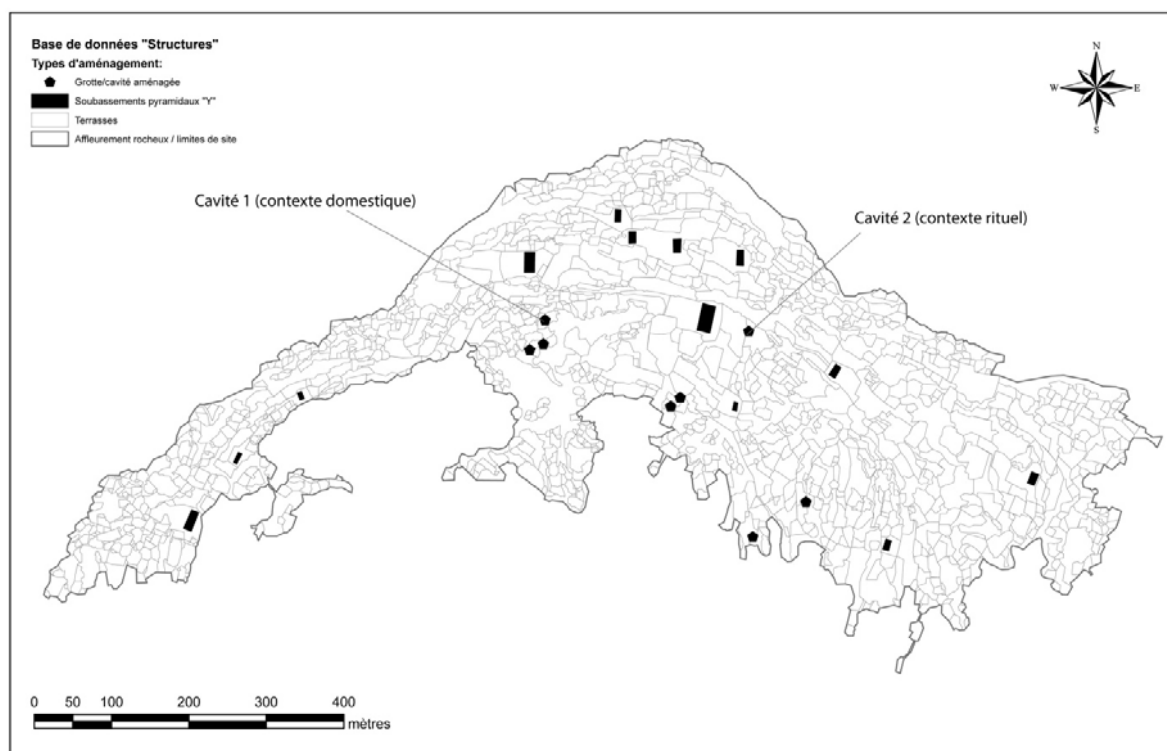 Base de données "Structures"
Types d'aménagement:
Grotte/cavité aménagée
Soubassements pyramidaux "Y"
Terrasses
Affleurement rocheux / limites de site
N
W E
S
Cavité 1 (contexte domestique)
Cavité 2 (contexte rituel)
0 50 100 200 300 400
mètres